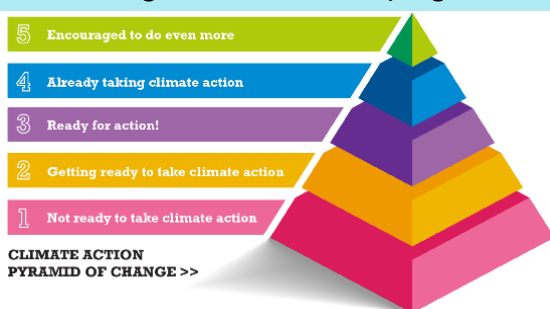 5 Encouraged to do even more
4 Already taking climate action
3 Ready for action!
2 Getting ready to take climate action
1 Not ready to take climate action
CLIMATE ACTION
PYRAMID OF CHANGE >>